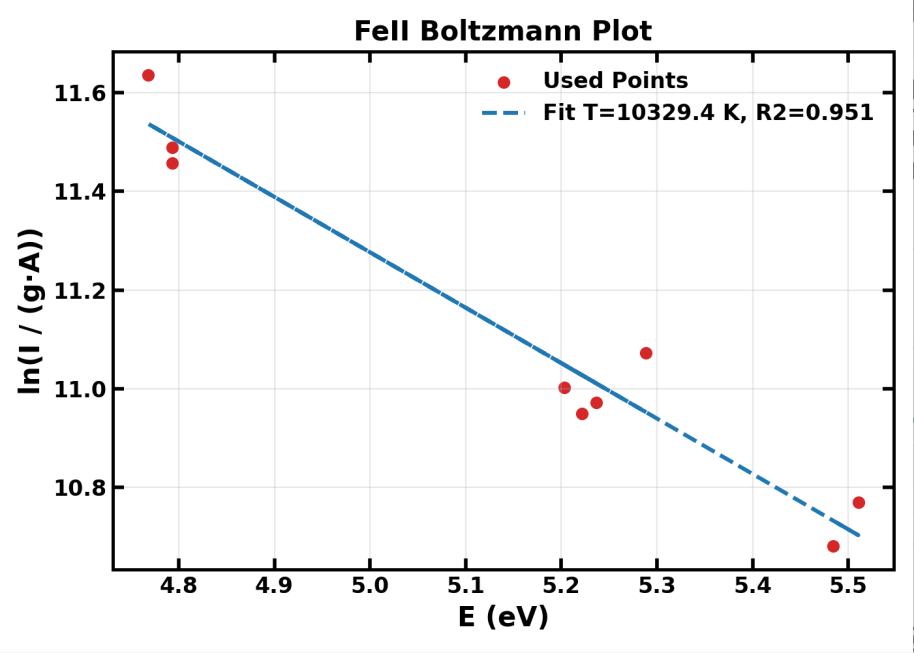 FeII Boltzmann Plot
Used Points
Fit T=10329.4 K, R2=0.951
ln(I / (g·A))
11.6
11.4
11.2
11.0
10.8
4.8 4.9 5.0 5.1 5.2 5.3 5.4 5.5
E (eV)